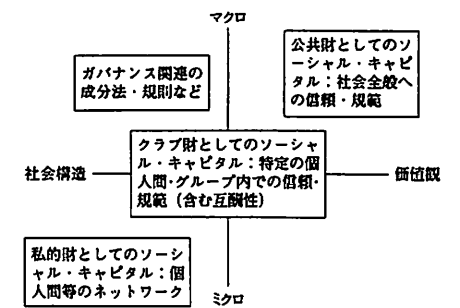 マクロ
公共財としてのソ
ーシャル・キャピ
タル：社会全般へ
の信頼・規範
ガバナンス関連の
成分法・規則など
クラブ財としてのソーシャ
ル・キャピタル：特定の個
人間・グループ内での信頼・
規範（含む互酬性）
社会構造
価値観
私的財としてのソーシ
ャル・キャピタル：個
人間等のネットワーク
ミクロ